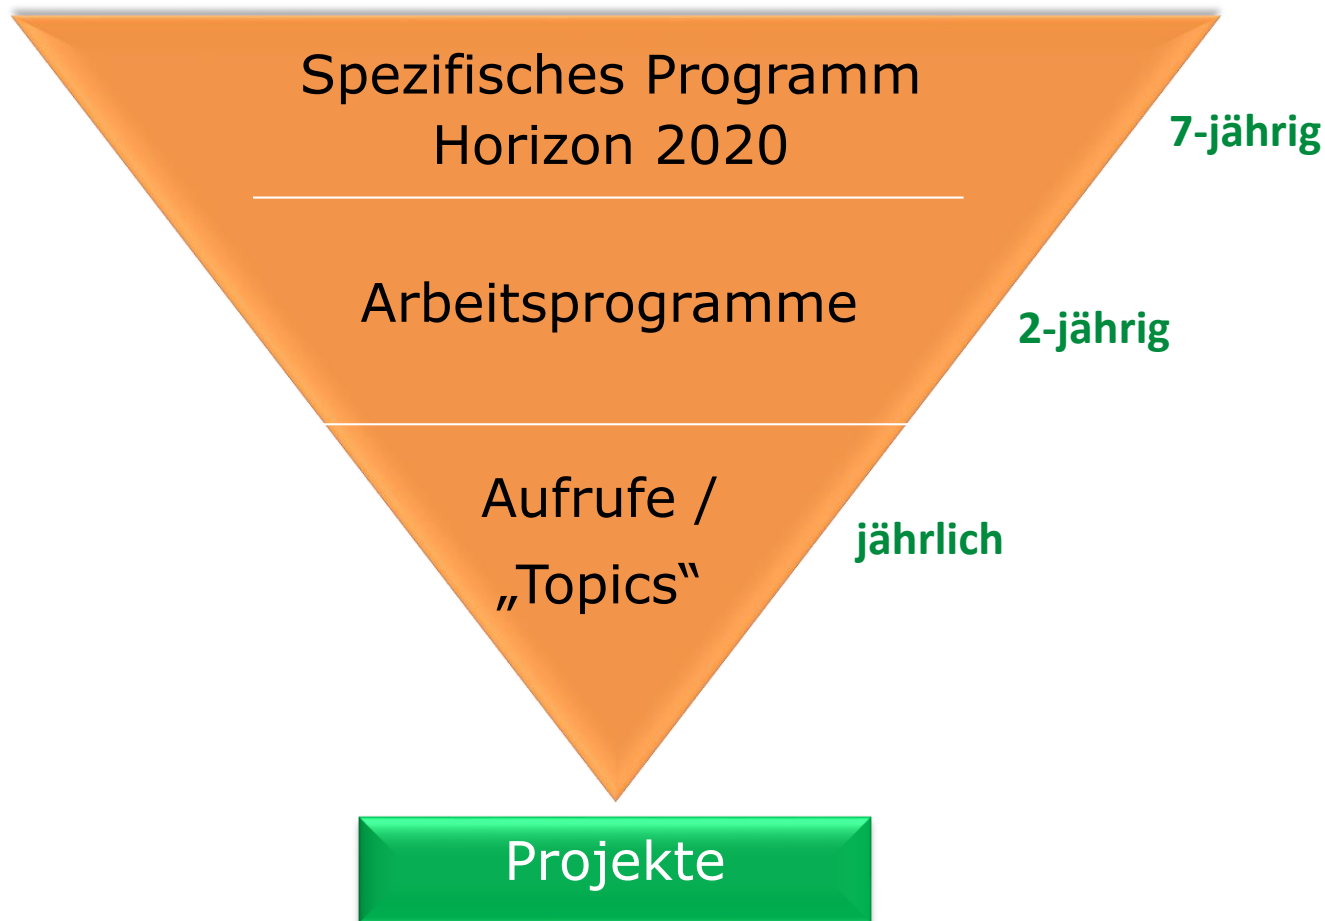 Spezifisches Programm
Horizon 2020
7-jährig
Arbeitsprogramme
2-jährig
Aufrufe /
„Topics“
jährlich
Projekte